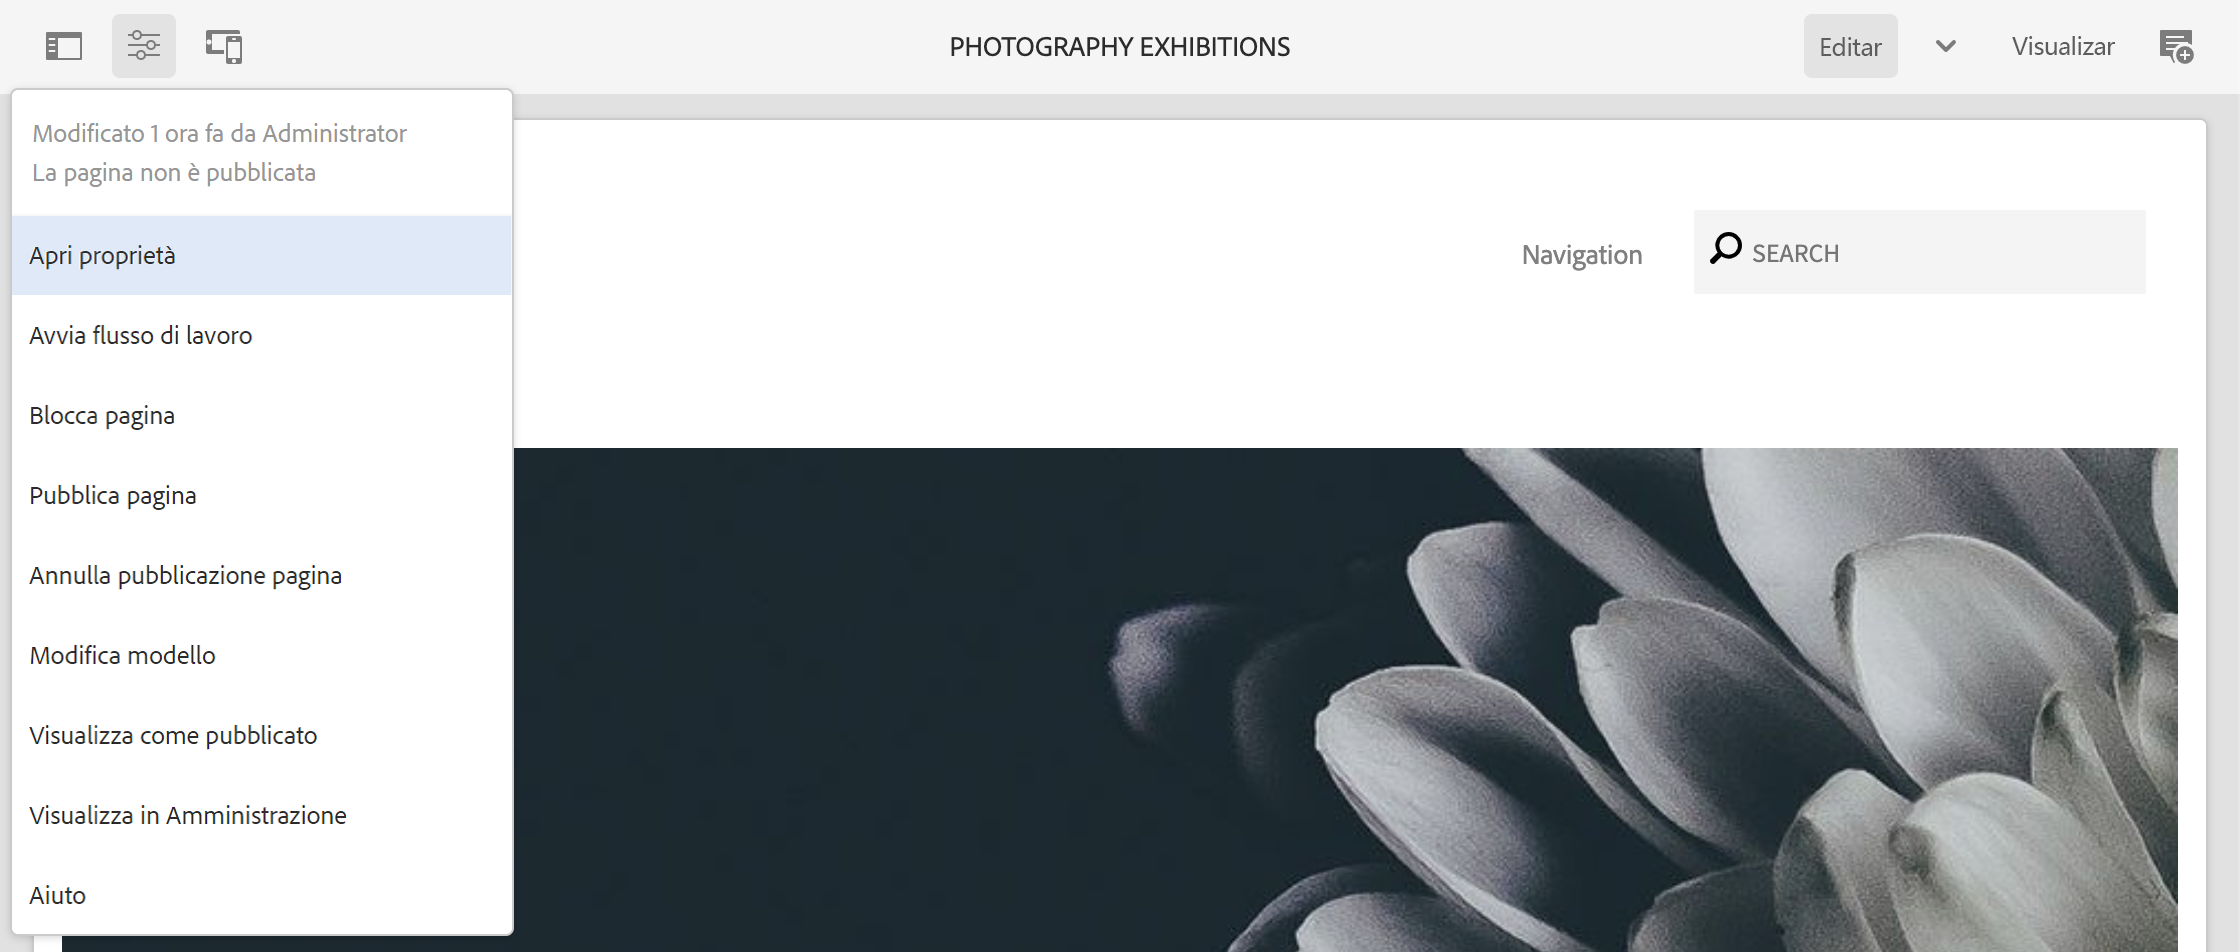 PHOTOGRAPHY EXHIBITIONS
Editar
Visualizar
Modificato 1 ora fa da Administrator
La pagina non è pubblicata
Apri proprietà
Avvia flusso di lavoro
Blocca pagina
Pubblica pagina
Annulla pubblicazione pagina
Modifica modello
Visualizza come pubblicato
Visualizza in Amministrazione
Aiuto
Navigation
SEARCH